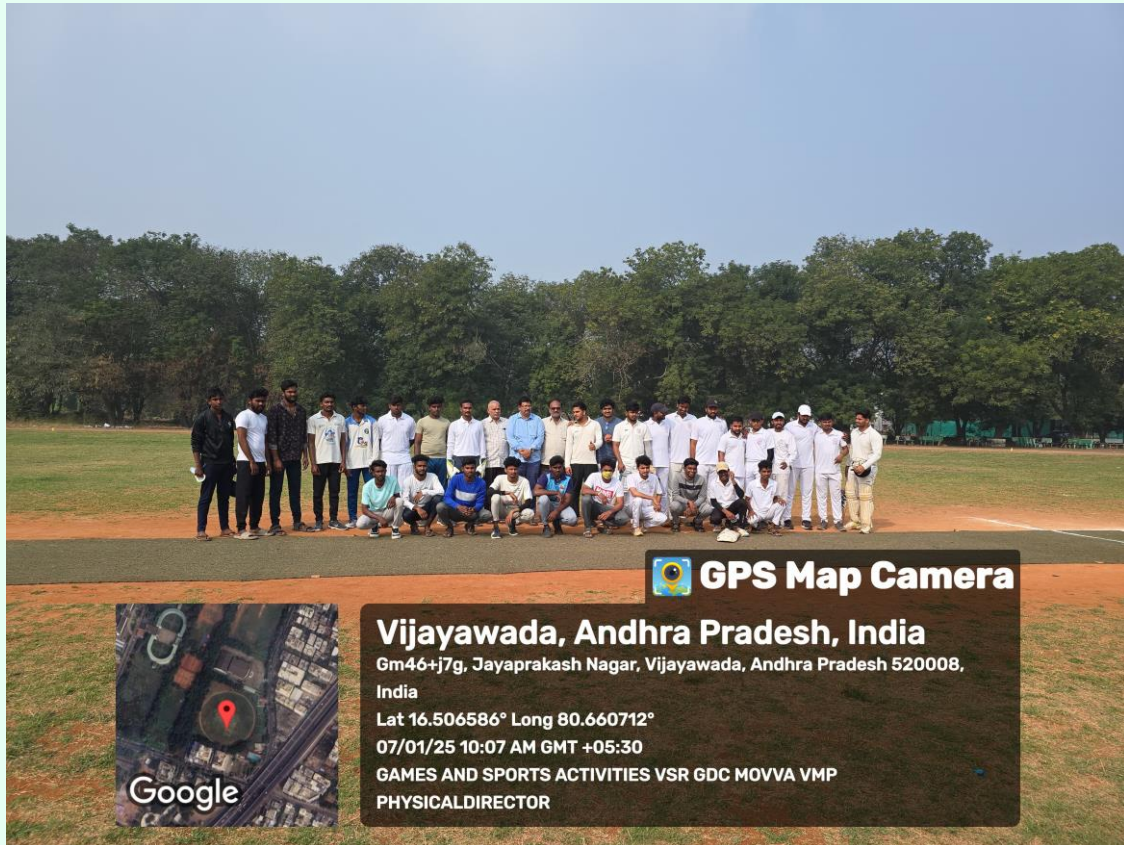 GPS Map Camera
Vijayawada, Andhra Pradesh, India
Gm46+j7g, Jayaprakash Nagar, Vijayawada, Andhra Pradesh 520008,
India
Lat 16.506586° Long 80.660712°
07/01/25 10:07 AM GMT +05:30
GAMES AND SPORTS ACTIVITIES VSR GDC MOVVA VMP
PHYSICALDIRECTOR
Google